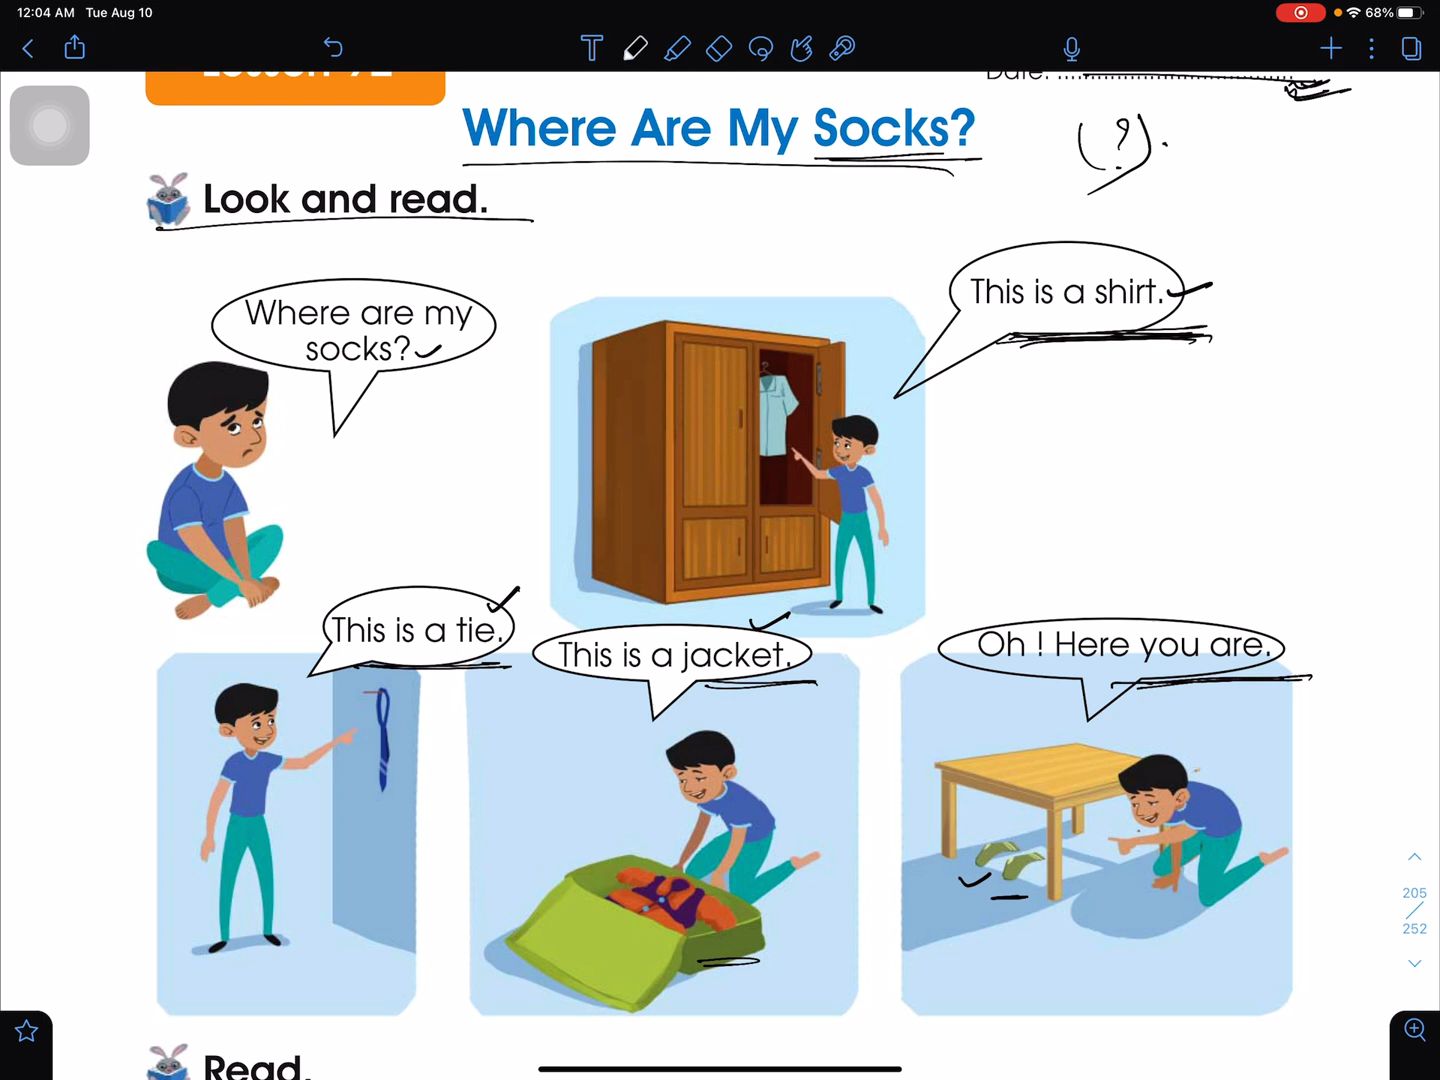 12:04 AM Tue Aug 10
68%
Date:
Where Are My Socks?
(?).
Look and read.
Where are my
socks?
This is a shirt.
This is a tie.
This is a jacket.
Oh ! Here you are.
205
252
Read.